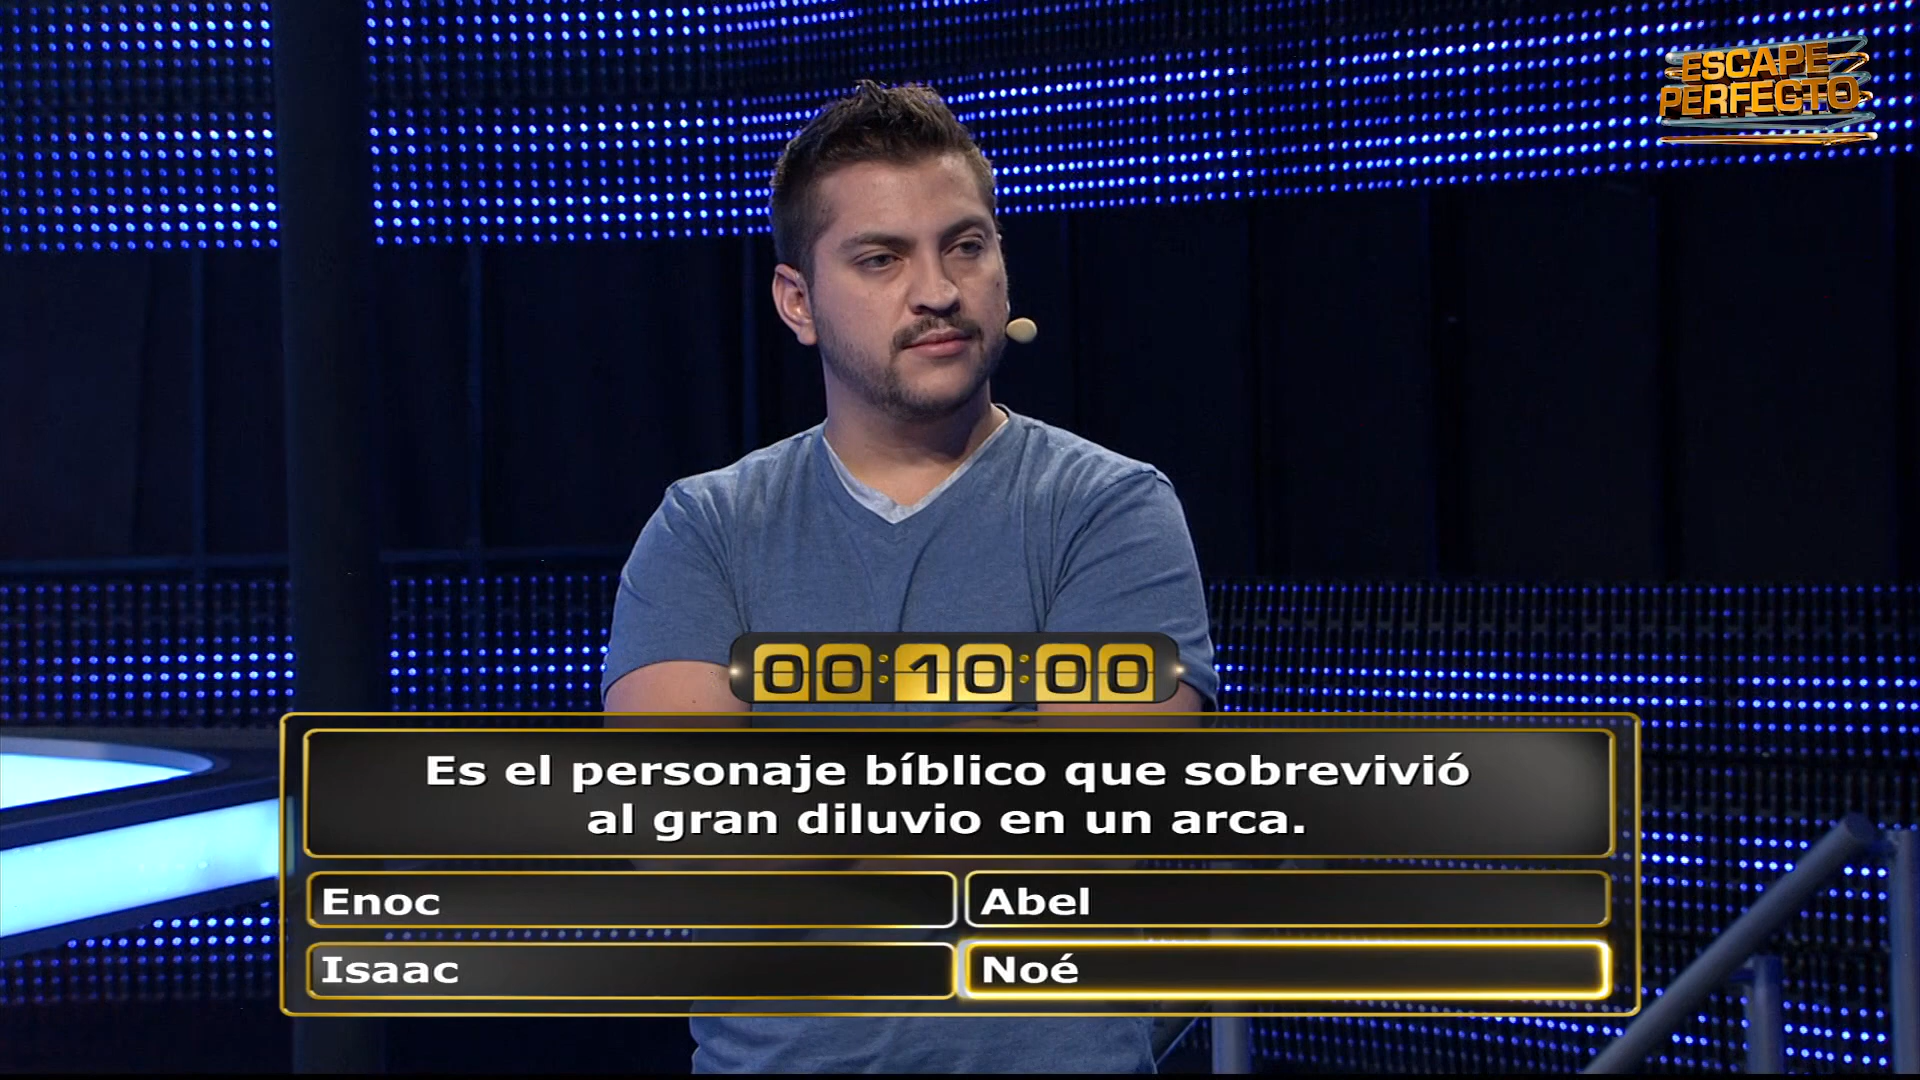 ESCAPE
PERFECTO
00:10:00
Es el personaje bíblico que sobrevivió
al gran diluvio en un arca.
Enoc
Abel
Isaac
Noé